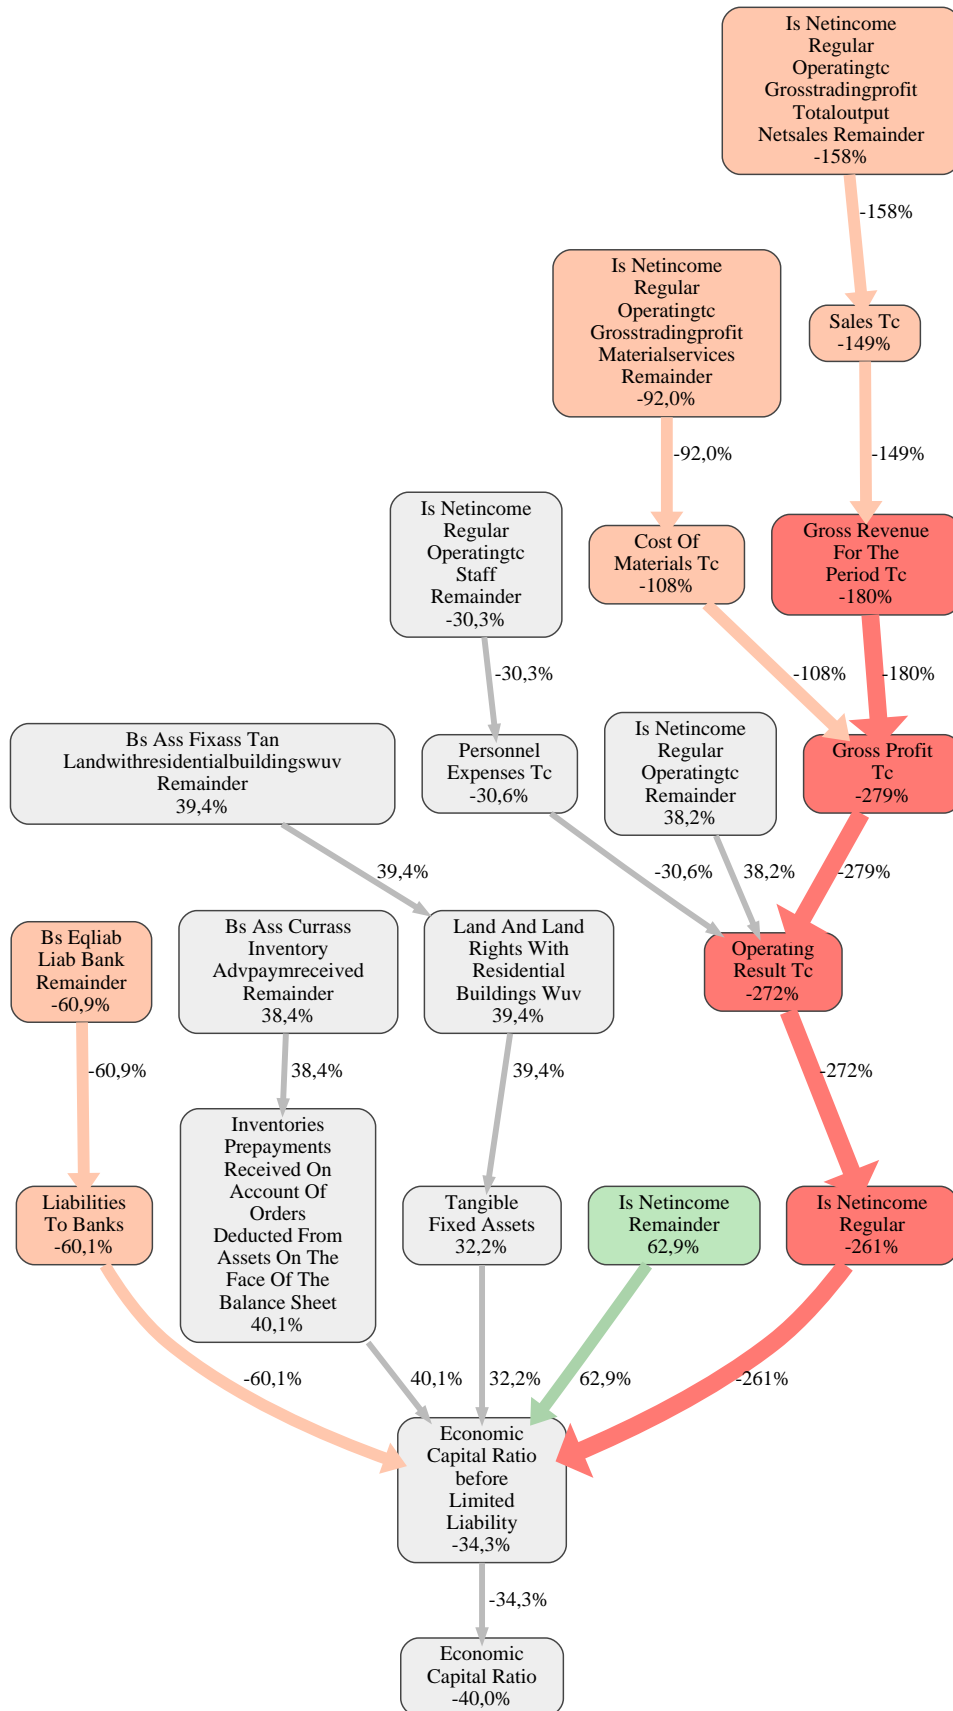 Is Netincome
Regular
Operatingtc
Grosstradingprofit
Totaloutput
Netsales Remainder
-158%
-158%
Is Netincome
Regular
Operatingtc
Grosstradingprofit
Materialservices
Remainder
-92,0%
Sales Tc
-149%
-92,0%
-149%
Is Netincome
Regular
Operatingtc
Staff
Remainder
-30,3%
Cost Of
Materials Tc
-108%
Gross Revenue
For The
Period Tc
-180%
-30,3%
-108%
-180%
Bs Ass Fixass Tan
Landwithresidentialbuildingswuv
Remainder
39,4%
Personnel
Expenses Tc
-30,6%
Is Netincome
Regular
Operatingtc
Remainder
38,2%
Gross Profit
Tc
-279%
39,4%
-30,6%
38,2%
-279%
Bs Eqliab
Liab Bank
Remainder
-60,9%
Bs Ass Currass
Inventory
Advpaymreceived
Remainder
38,4%
Land And Land
Rights With
Residential
Buildings Wuv
39,4%
Operating
Result Tc
-272%
-60,9%
38,4%
39,4%
-272%
Liabilities
To Banks
-60,1%
Inventories
Prepayments
Received On
Account Of
Orders
Deducted From
Assets On The
Face Of The
Balance Sheet
40,1%
Tangible
Fixed Assets
32,2%
Is Netincome
Remainder
62,9%
Is Netincome
Regular
-261%
-60,1%
40,1%
32,2%
62,9%
-261%
Economic
Capital Ratio
before
Limited
Liability
-34,3%
-34,3%
Economic
Capital Ratio
-40,0%